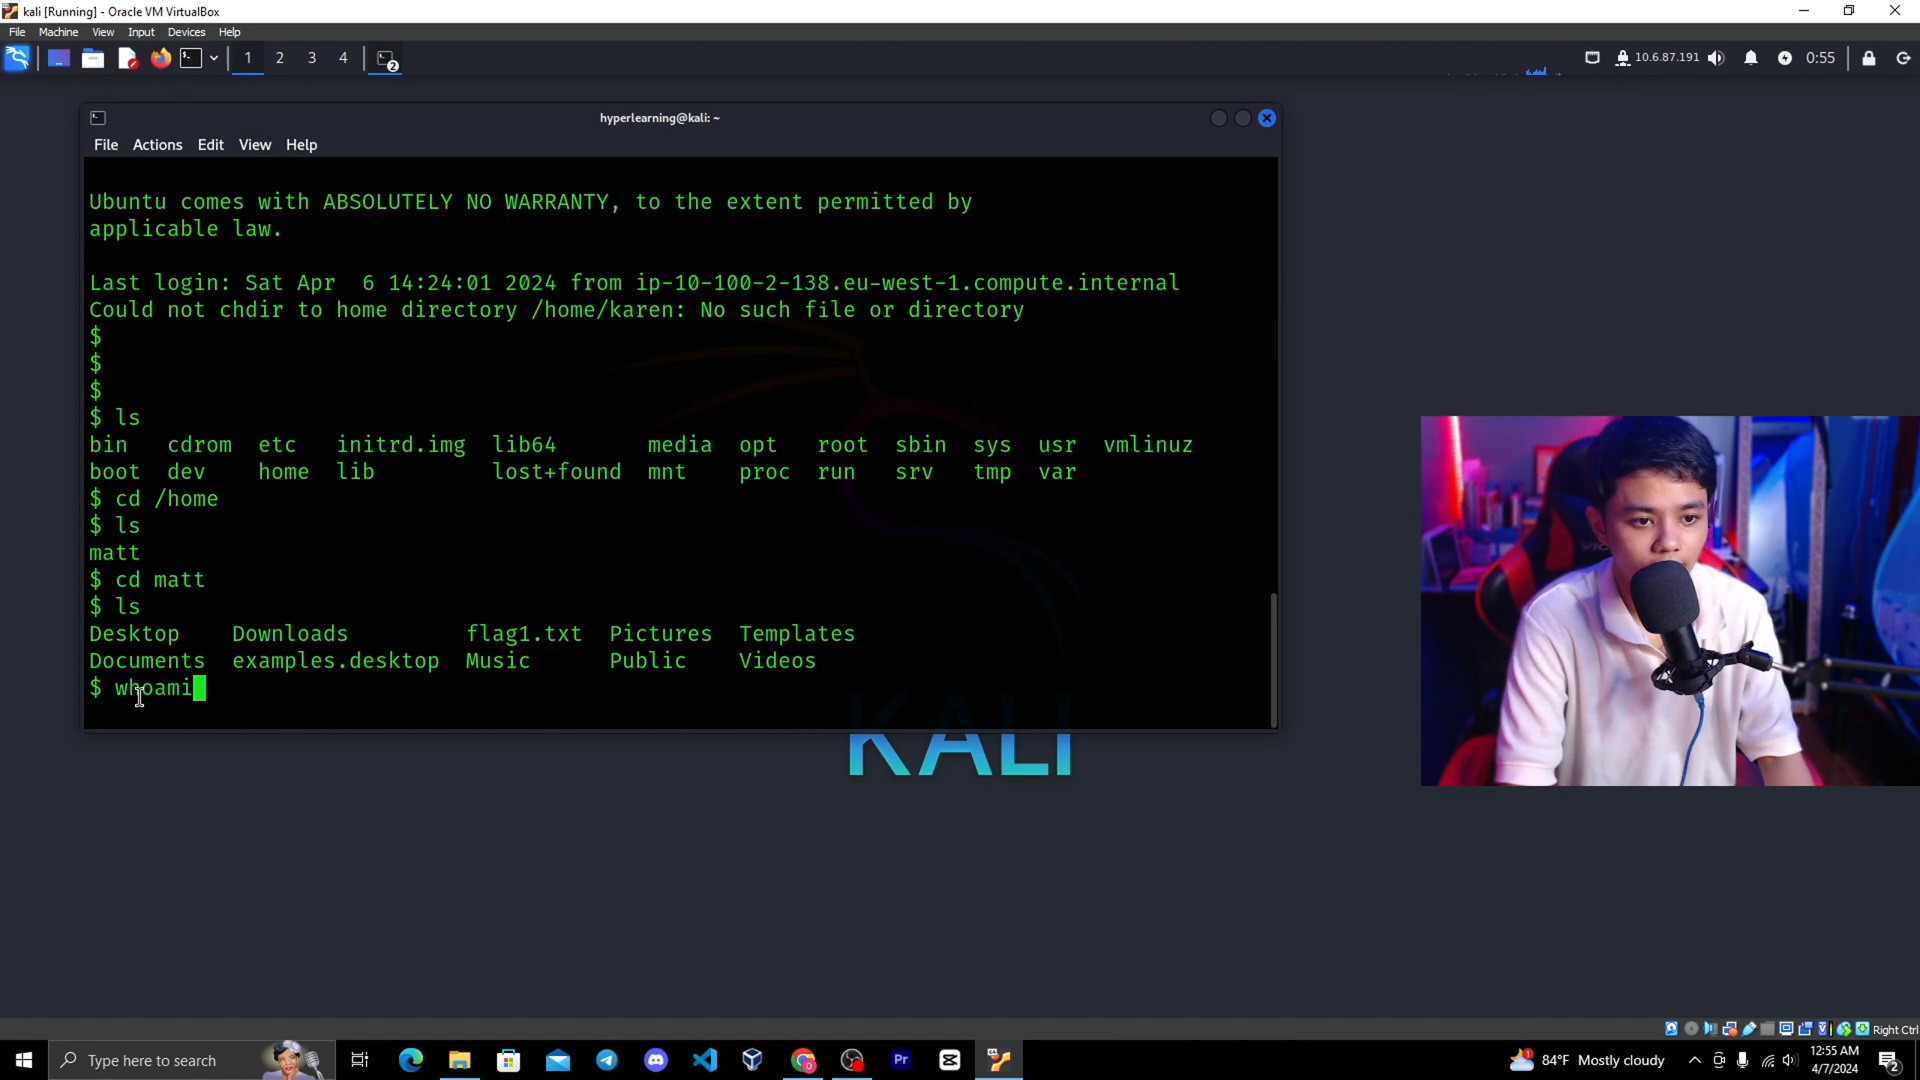 kali [Running] - Oracle VM VirtualBox
File Machine View Input Devices Help
1 2 3 4 2 10.6.87.191 0:55
hyperlearning@kali: ~
File Actions Edit View Help
Ubuntu comes with ABSOLUTELY NO WARRANTY, to the extent permitted by
applicable law.
Last login: Sat Apr  6 14:24:01 2024 from ip-10-100-2-138.eu-west-1.compute.internal
Could not chdir to home directory /home/karen: No such file or directory
$
$
$
$ ls
bin cdrom etc initrd.img lib64 media opt root sbin sys usr vmlinuz
boot dev home lib lost+found mnt proc run srv tmp var
$ cd /home
$ ls
matt
$ cd matt
$ ls
Desktop Downloads flag1.txt Pictures Templates
Documents examples.desktop Music Public Videos
$ whoami
KALI
Right Ctrl
Type here to search
Pr
1
84°F Mostly cloudy
12:55 AM
4/7/2024
2